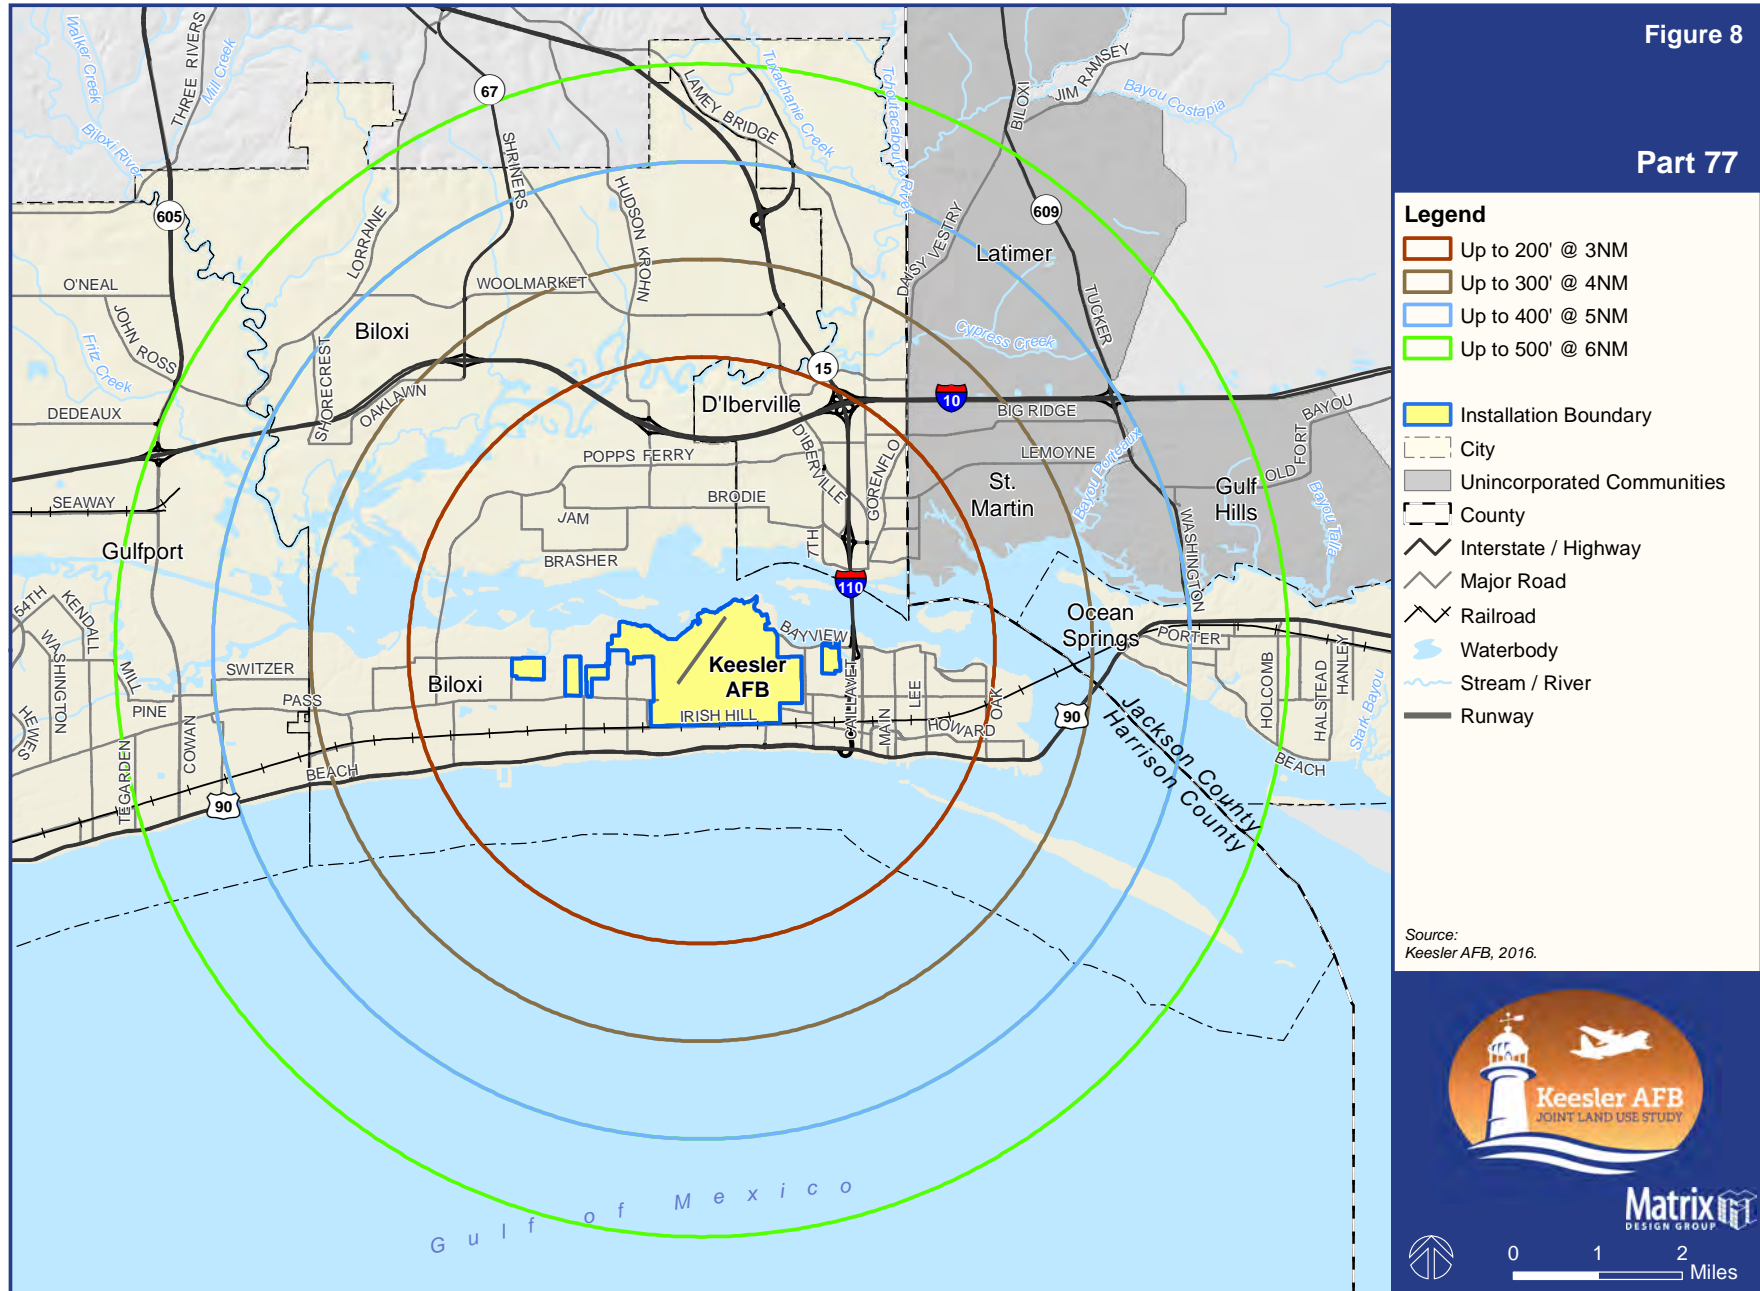 Figure 8
Part 77
Legend
Up to 200' @ 3NM
Up to 300' @ 4NM
Up to 400' @ 5NM
Up to 500' @ 6NM
Installation Boundary
City
Unincorporated Communities
County
Interstate / Highway
Major Road
Railroad
Waterbody
Stream / River
Runway
Source:
Keesler AFB, 2016.
Keesler AFB
JOINT LAND USE STUDY
Matrix
DESIGN GROUP
0 1 2
Miles
Walker Creek
THREE RIVERS
Mill Creek
Biloxi River
67
SHRINERS
LAMEY BRIDGE
Tuxachanie Creek
Tchoutacabouffa River
BILOXI
JIM RAMSEY
Bayou Costapia
605
LORRAINE
HUDSON KROHN
DAISY VESTRY
609
Latimer
O'NEAL
WOOLMARKET
JOHN ROSS
Biloxi
TUCKER
Cypress Creek
Fritz Creek
SHORECREST
OAKLAWN
15
D'Iberville
10
BIG RIDGE
BAYOU
DEDEAUX
POPPS FERRY
D'IBERVILLE
GORENFLO
LEMOYNE
Bayou Porteaux
OLD FORT
SEAWAY
BRODIE
St.
Martin
Gulf
Hills
Bayou Talla
JAM
Gulfport
BRASHER
7TH
WASHINGTON
110
54TH
KENDALL
WASHINGTON
BAYVIEW
Ocean
Springs
PORTER
MILL
SWITZER
Keesler
AFB
HOLCOMB
HALSTEAD
HANLEY
Biloxi
PASS
PINE
HEWES
COWAN
IRISH HILL
CAILLAVET
MAIN
LEE
HOWARD
OAK
90
Stark Bayou
TEGARDEN
BEACH
BEACH
90
Jackson County
Harrison County
Gulf of Mexico